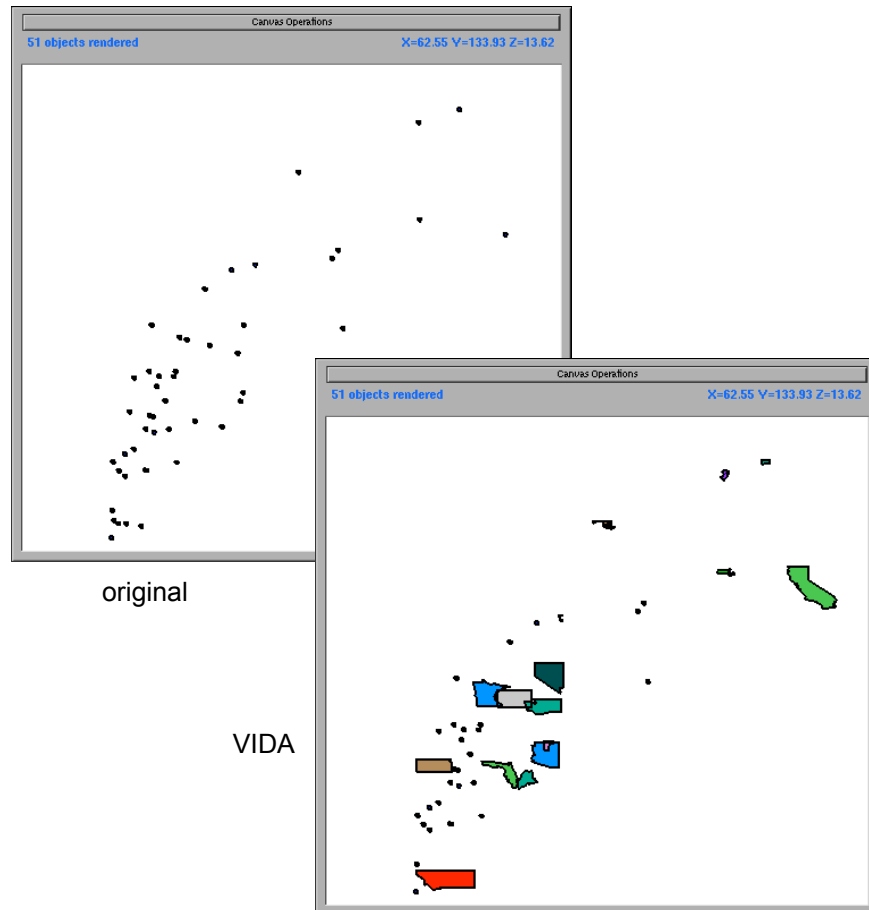 Canvas Operations
51 objects rendered X=62.55 Y=133.93 Z=13.62
Canvas Operations
51 objects rendered X=62.55 Y=133.93 Z=13.62
original
VIDA